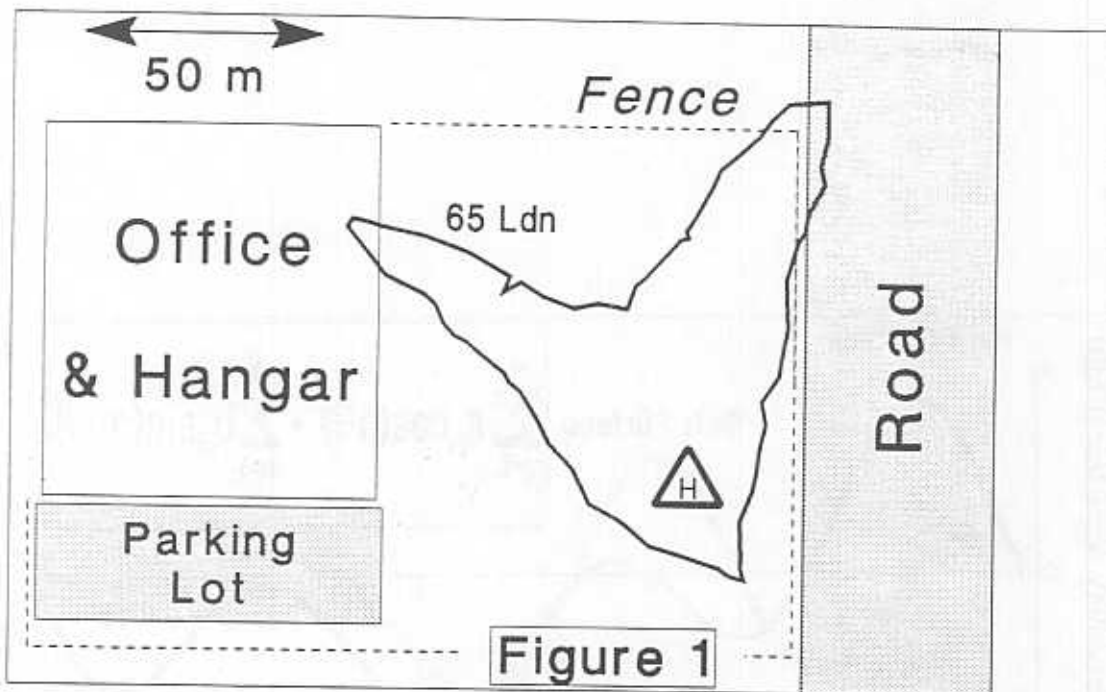 50 m
Fence
65 Ldn
Office
& Hangar
Road
H
Parking
Lot
Figure 1